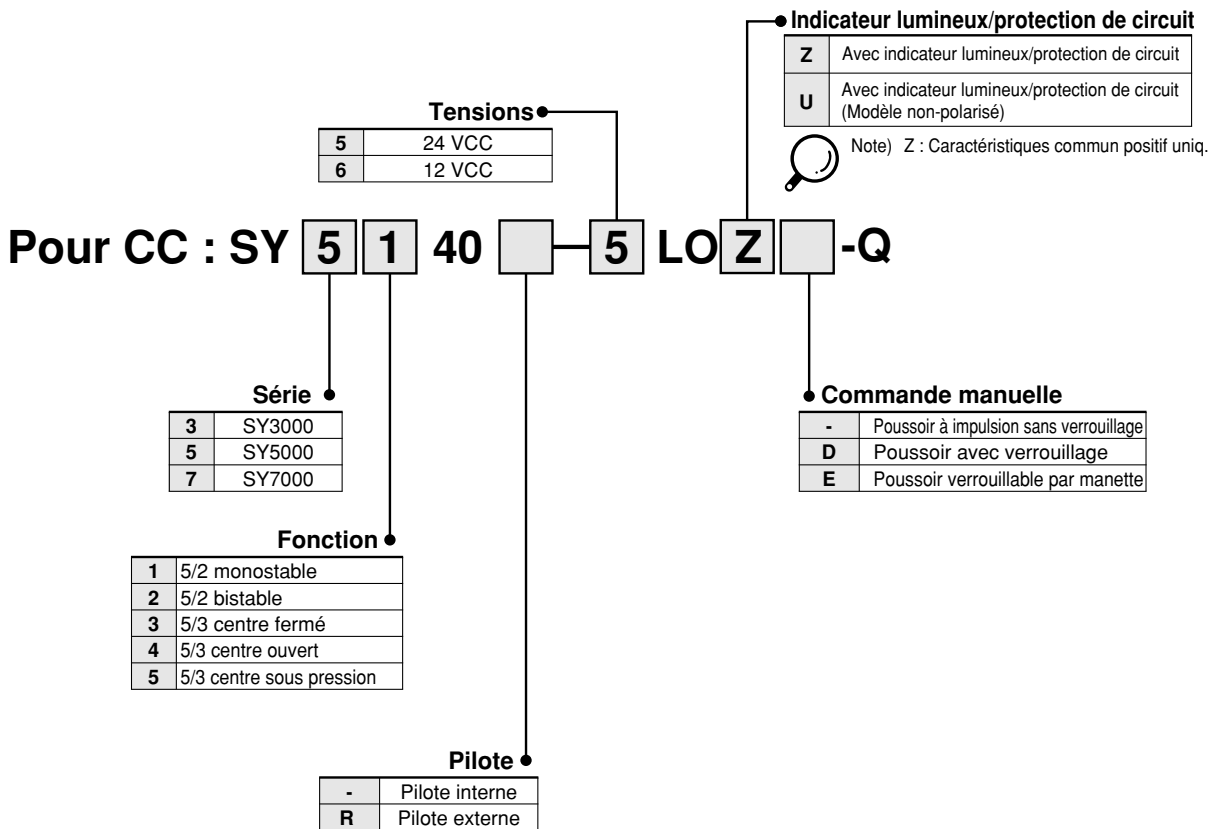 Indicateur lumineux/protection de circuit
Z Avec indicateur lumineux/protection de circuit
U Avec indicateur lumineux/protection de circuit
(Modèle non-polarisé)
Note) Z : Caractéristiques commun positif uniq.
Tensions
5 24 VCC
6 12 VCC
Pour CC : SY 5 1 40 — 5 LO Z -Q
Série
3 SY3000
5 SY5000
7 SY7000
Commande manuelle
- Poussoir à impulsion sans verrouillage
D Poussoir avec verrouillage
E Poussoir verrouillable par manette
Fonction
1 5/2 monostable
2 5/2 bistable
3 5/3 centre fermé
4 5/3 centre ouvert
5 5/3 centre sous pression
Pilote
- Pilote interne
R Pilote externe